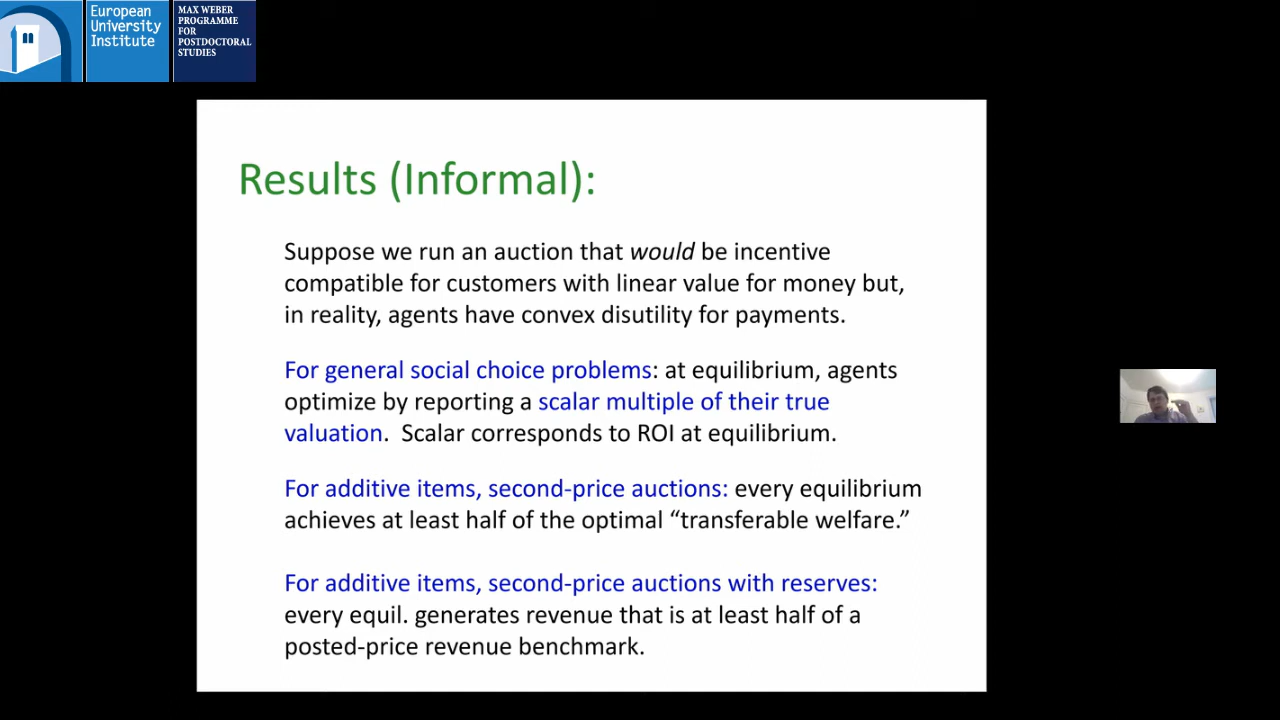 European
University
Institute
MAX WEBER
PROGRAMME
FOR
POSTDOCTORAL
STUDIES
Results (Informal):
Suppose we run an auction that would be incentive
compatible for customers with linear value for money but,
in reality, agents have convex disutility for payments.
For general social choice problems: at equilibrium, agents
optimize by reporting a scalar multiple of their true
valuation. Scalar corresponds to ROI at equilibrium.
For additive items, second-price auctions: every equilibrium
achieves at least half of the optimal “transferable welfare.”
For additive items, second-price auctions with reserves:
every equil. generates revenue that is at least half of a
posted-price revenue benchmark.